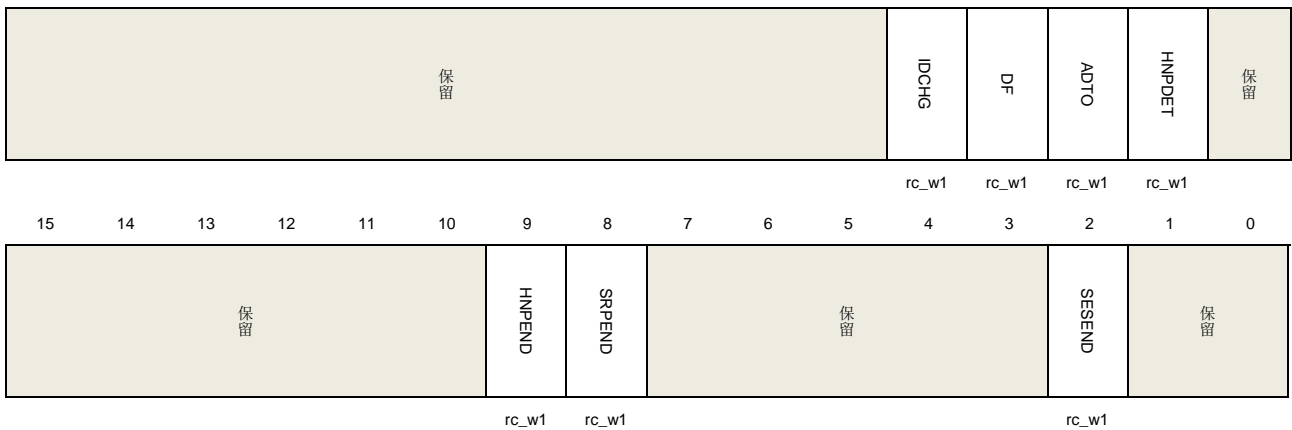 保留 IDCHG DF ADTO HNPDET 保留
rc_w1 rc_w1 rc_w1 rc_w1
15 14 13 12 11 10 9 8 7 6 5 4 3 2 1 0
保留 HNPEND SRPEND 保留 SESEND 保留
rc_w1 rc_w1 rc_w1